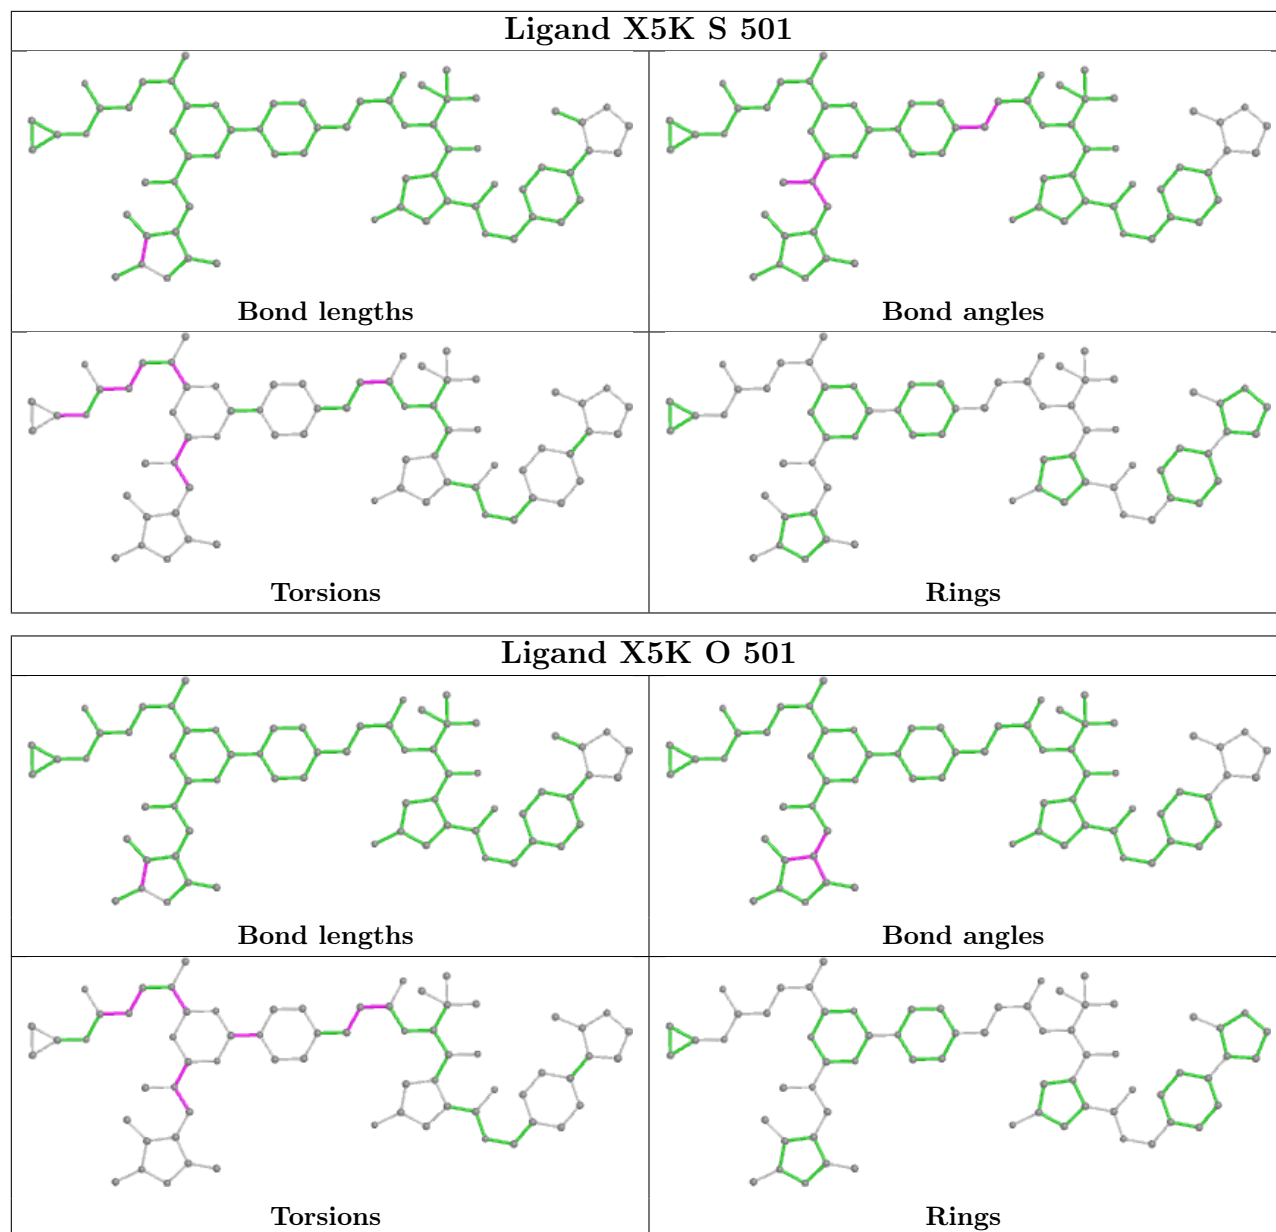 Ligand X5K S 501
Bond lengths
Bond angles
Torsions
Rings
Ligand X5K O 501
Bond lengths
Bond angles
Torsions
Rings